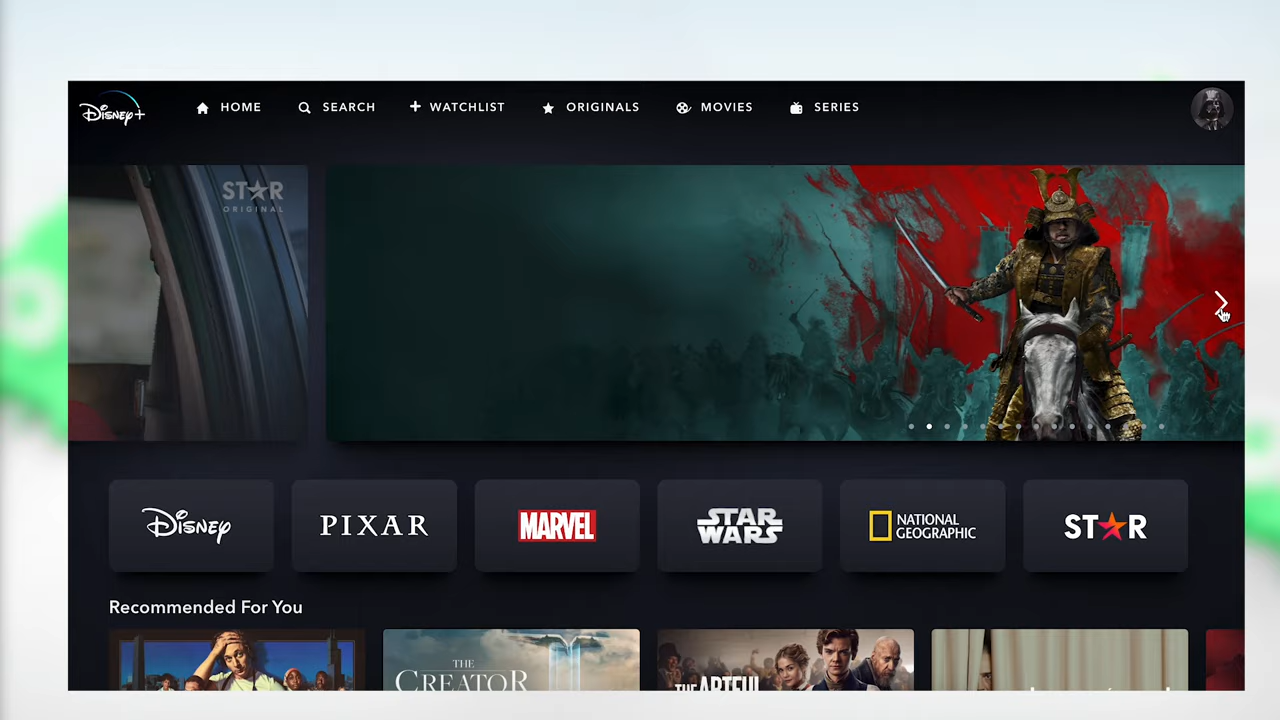 Disney+
HOME
SEARCH
WATCHLIST
ORIGINALS
MOVIES
SERIES
STAR
ORIGINAL
Disney
PIXAR
MARVEL
STAR
WARS
NATIONAL
GEOGRAPHIC
STAR
Recommended For You
THE
CREATOR
THE ARTFUL